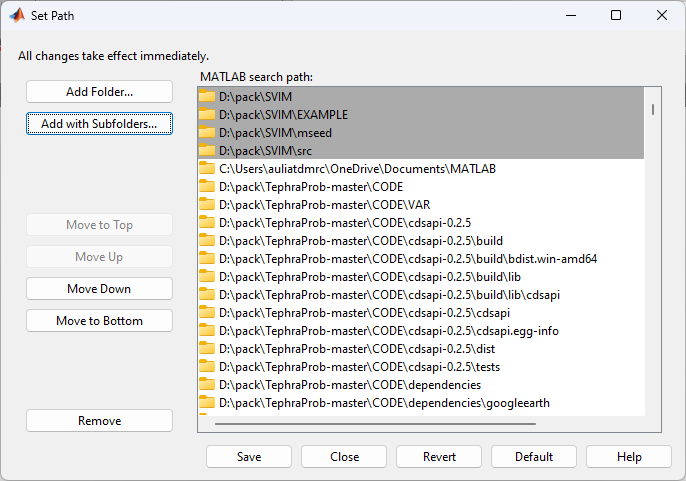 Set Path
All changes take effect immediately.
Add Folder...
Add with Subfolders...
Move to Top
Move Up
Move Down
Move to Bottom
Remove
MATLAB search path:
D:\pack\SVIM
D:\pack\SVIM\EXAMPLE
D:\pack\SVIM\mseed
D:\pack\SVIM\src
C:\Users\auliatdmrc\OneDrive\Documents\MATLAB
D:\pack\TephraProb-master\CODE
D:\pack\TephraProb-master\CODE\VAR
D:\pack\TephraProb-master\CODE\cdsapi-0.2.5
D:\pack\TephraProb-master\CODE\cdsapi-0.2.5\build
D:\pack\TephraProb-master\CODE\cdsapi-0.2.5\build\bdist.win-amd64
D:\pack\TephraProb-master\CODE\cdsapi-0.2.5\build\lib
D:\pack\TephraProb-master\CODE\cdsapi-0.2.5\build\lib\cdsapi
D:\pack\TephraProb-master\CODE\cdsapi-0.2.5\cdsapi
D:\pack\TephraProb-master\CODE\cdsapi-0.2.5\cdsapi.egg-info
D:\pack\TephraProb-master\CODE\cdsapi-0.2.5\dist
D:\pack\TephraProb-master\CODE\cdsapi-0.2.5\tests
D:\pack\TephraProb-master\CODE\dependencies
D:\pack\TephraProb-master\CODE\dependencies\googleearth
Save
Close
Revert
Default
Help